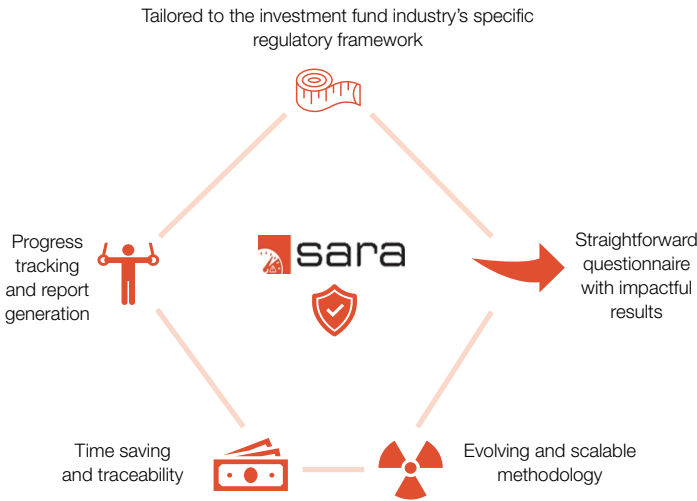 Tailored to the investment fund industry’s specific
regulatory framework
Progress
tracking
and report
generation
sara
Straightforward
questionnaire
with impactful
results
Time saving
and traceability
Evolving and scalable
methodology